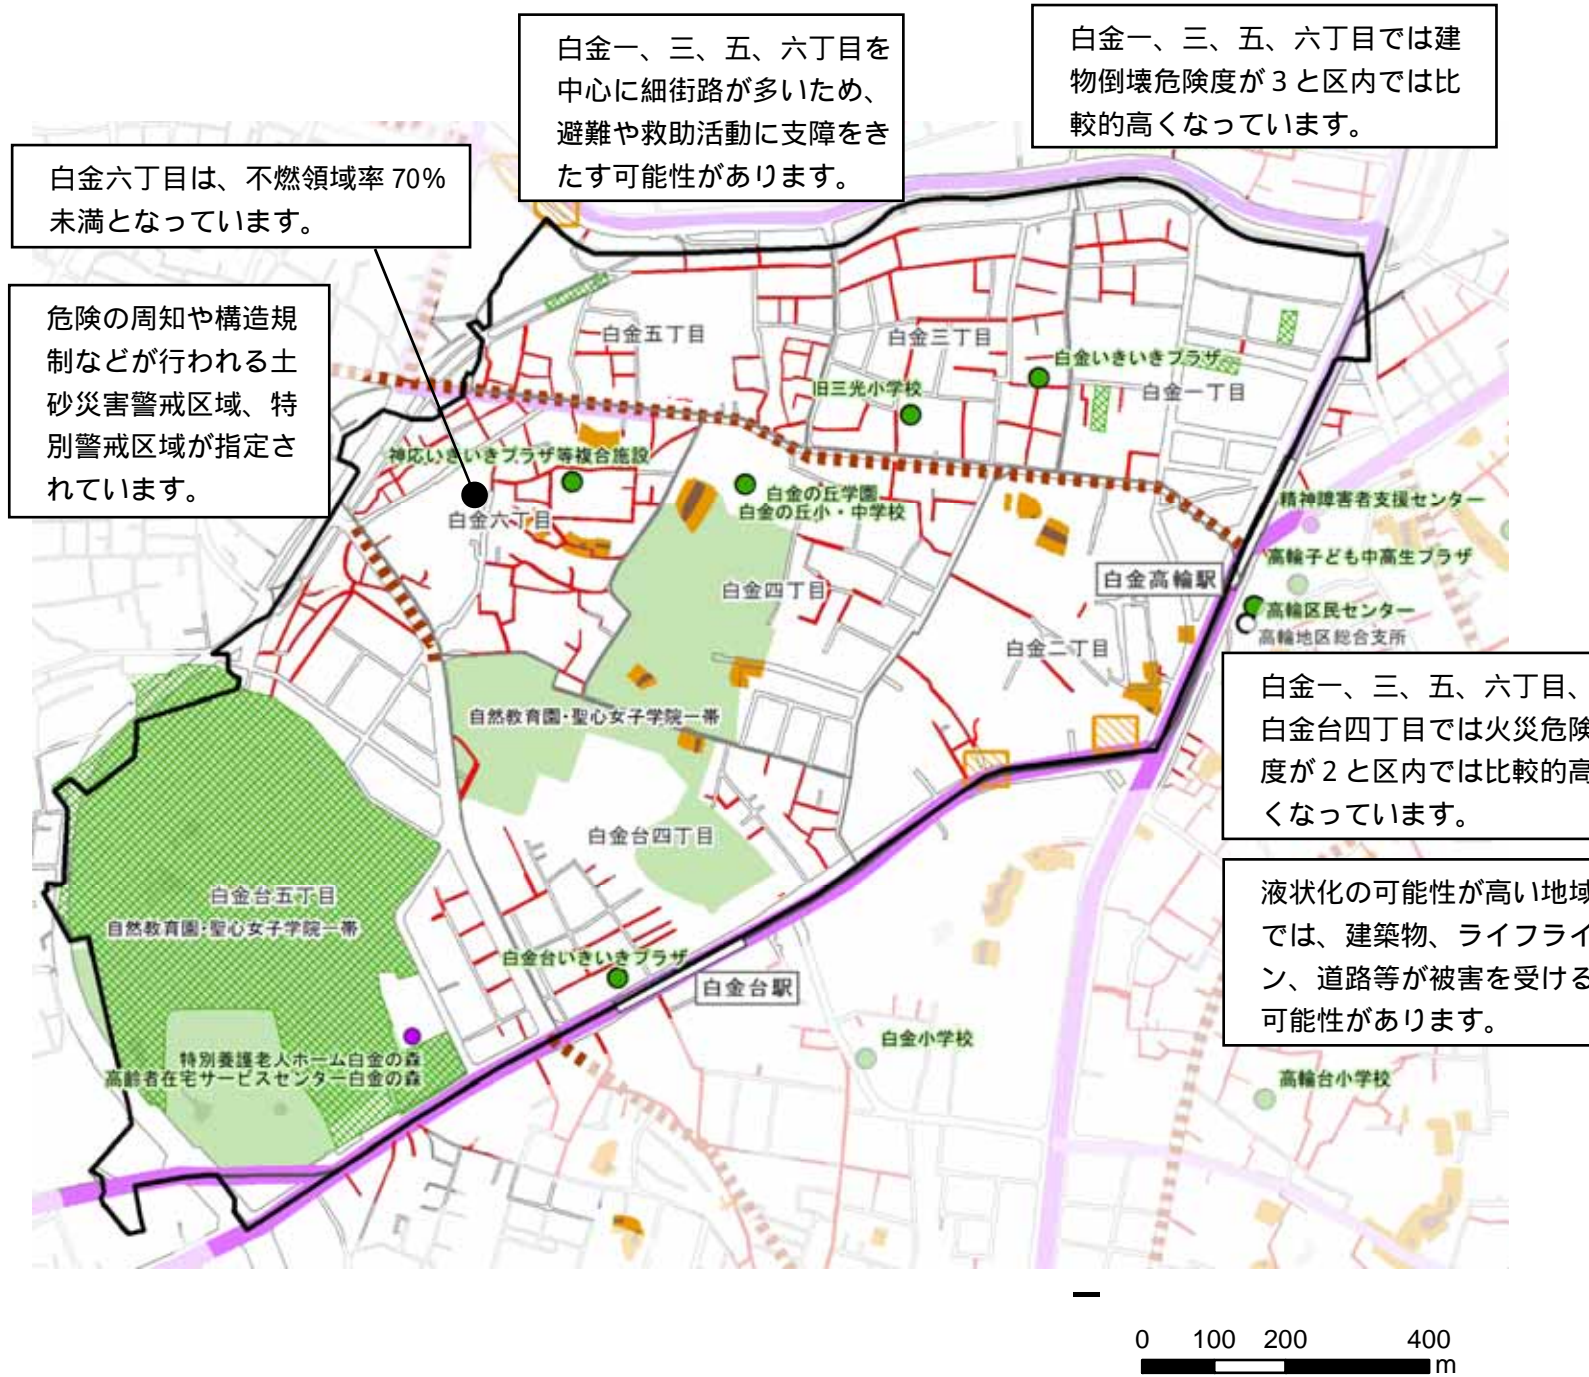 白金一、三、五、六丁目を
中心に細街路が多いため、
避難や救助活動に支障をき
たす可能性があります。
白金一、三、五、六丁目では建
物倒壊危険度が3と区内では比
較的高くなっています。
白金六丁目は、不燃領域率70%
未満となっています。
危険の周知や構造規
制などが行われる土
砂災害警戒区域、特
別警戒区域が指定さ
れています。
白金五丁目
白金三丁目
白金いきいきプラザ
旧三光小学校
白金一丁目
神応いきいきプラザ等複合施設
白金の丘学園
白金の丘小・中学校
白金六丁目
精神障害者支援センター
高輪子ども中高生プラザ
白金高輪駅
白金四丁目
高輪区民センター
高輪地区総合支所
白金二丁目
自然教育園・聖心女子学院一帯
白金一、三、五、六丁目、
白金台四丁目では火災危険
度が2と区内では比較的高
くなっています。
白金台四丁目
白金台五丁目
自然教育園・聖心女子学院一帯
液状化の可能性が高い地域
では、建築物、ライフライ
ン、道路等が被害を受ける
可能性があります。
白金台いきいきプラザ
白金台駅
白金小学校
特別養護老人ホーム白金の森
高齢者在宅サービスセンター白金の森
高輪台小学校
0 100 200 400
m